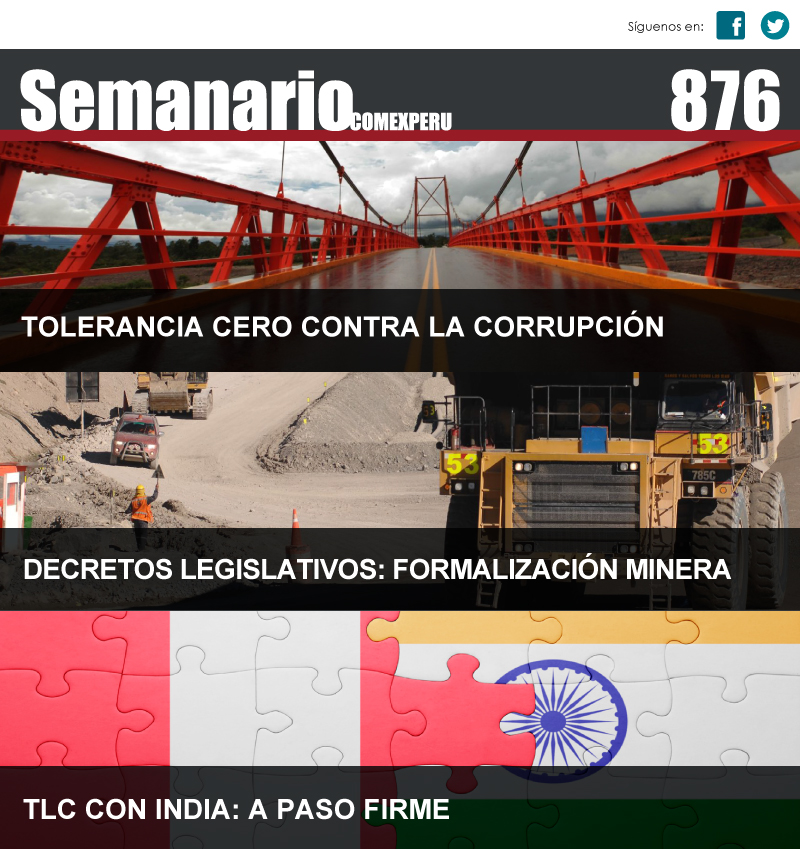 Síguenos en:
Semanario COMEXPERU 876
TOLERANCIA CERO CONTRA LA CORRUPCIÓN
53 53
785C
DECRETOS LEGISLATIVOS: FORMALIZACIÓN MINERA
TLC CON INDIA: A PASO FIRME